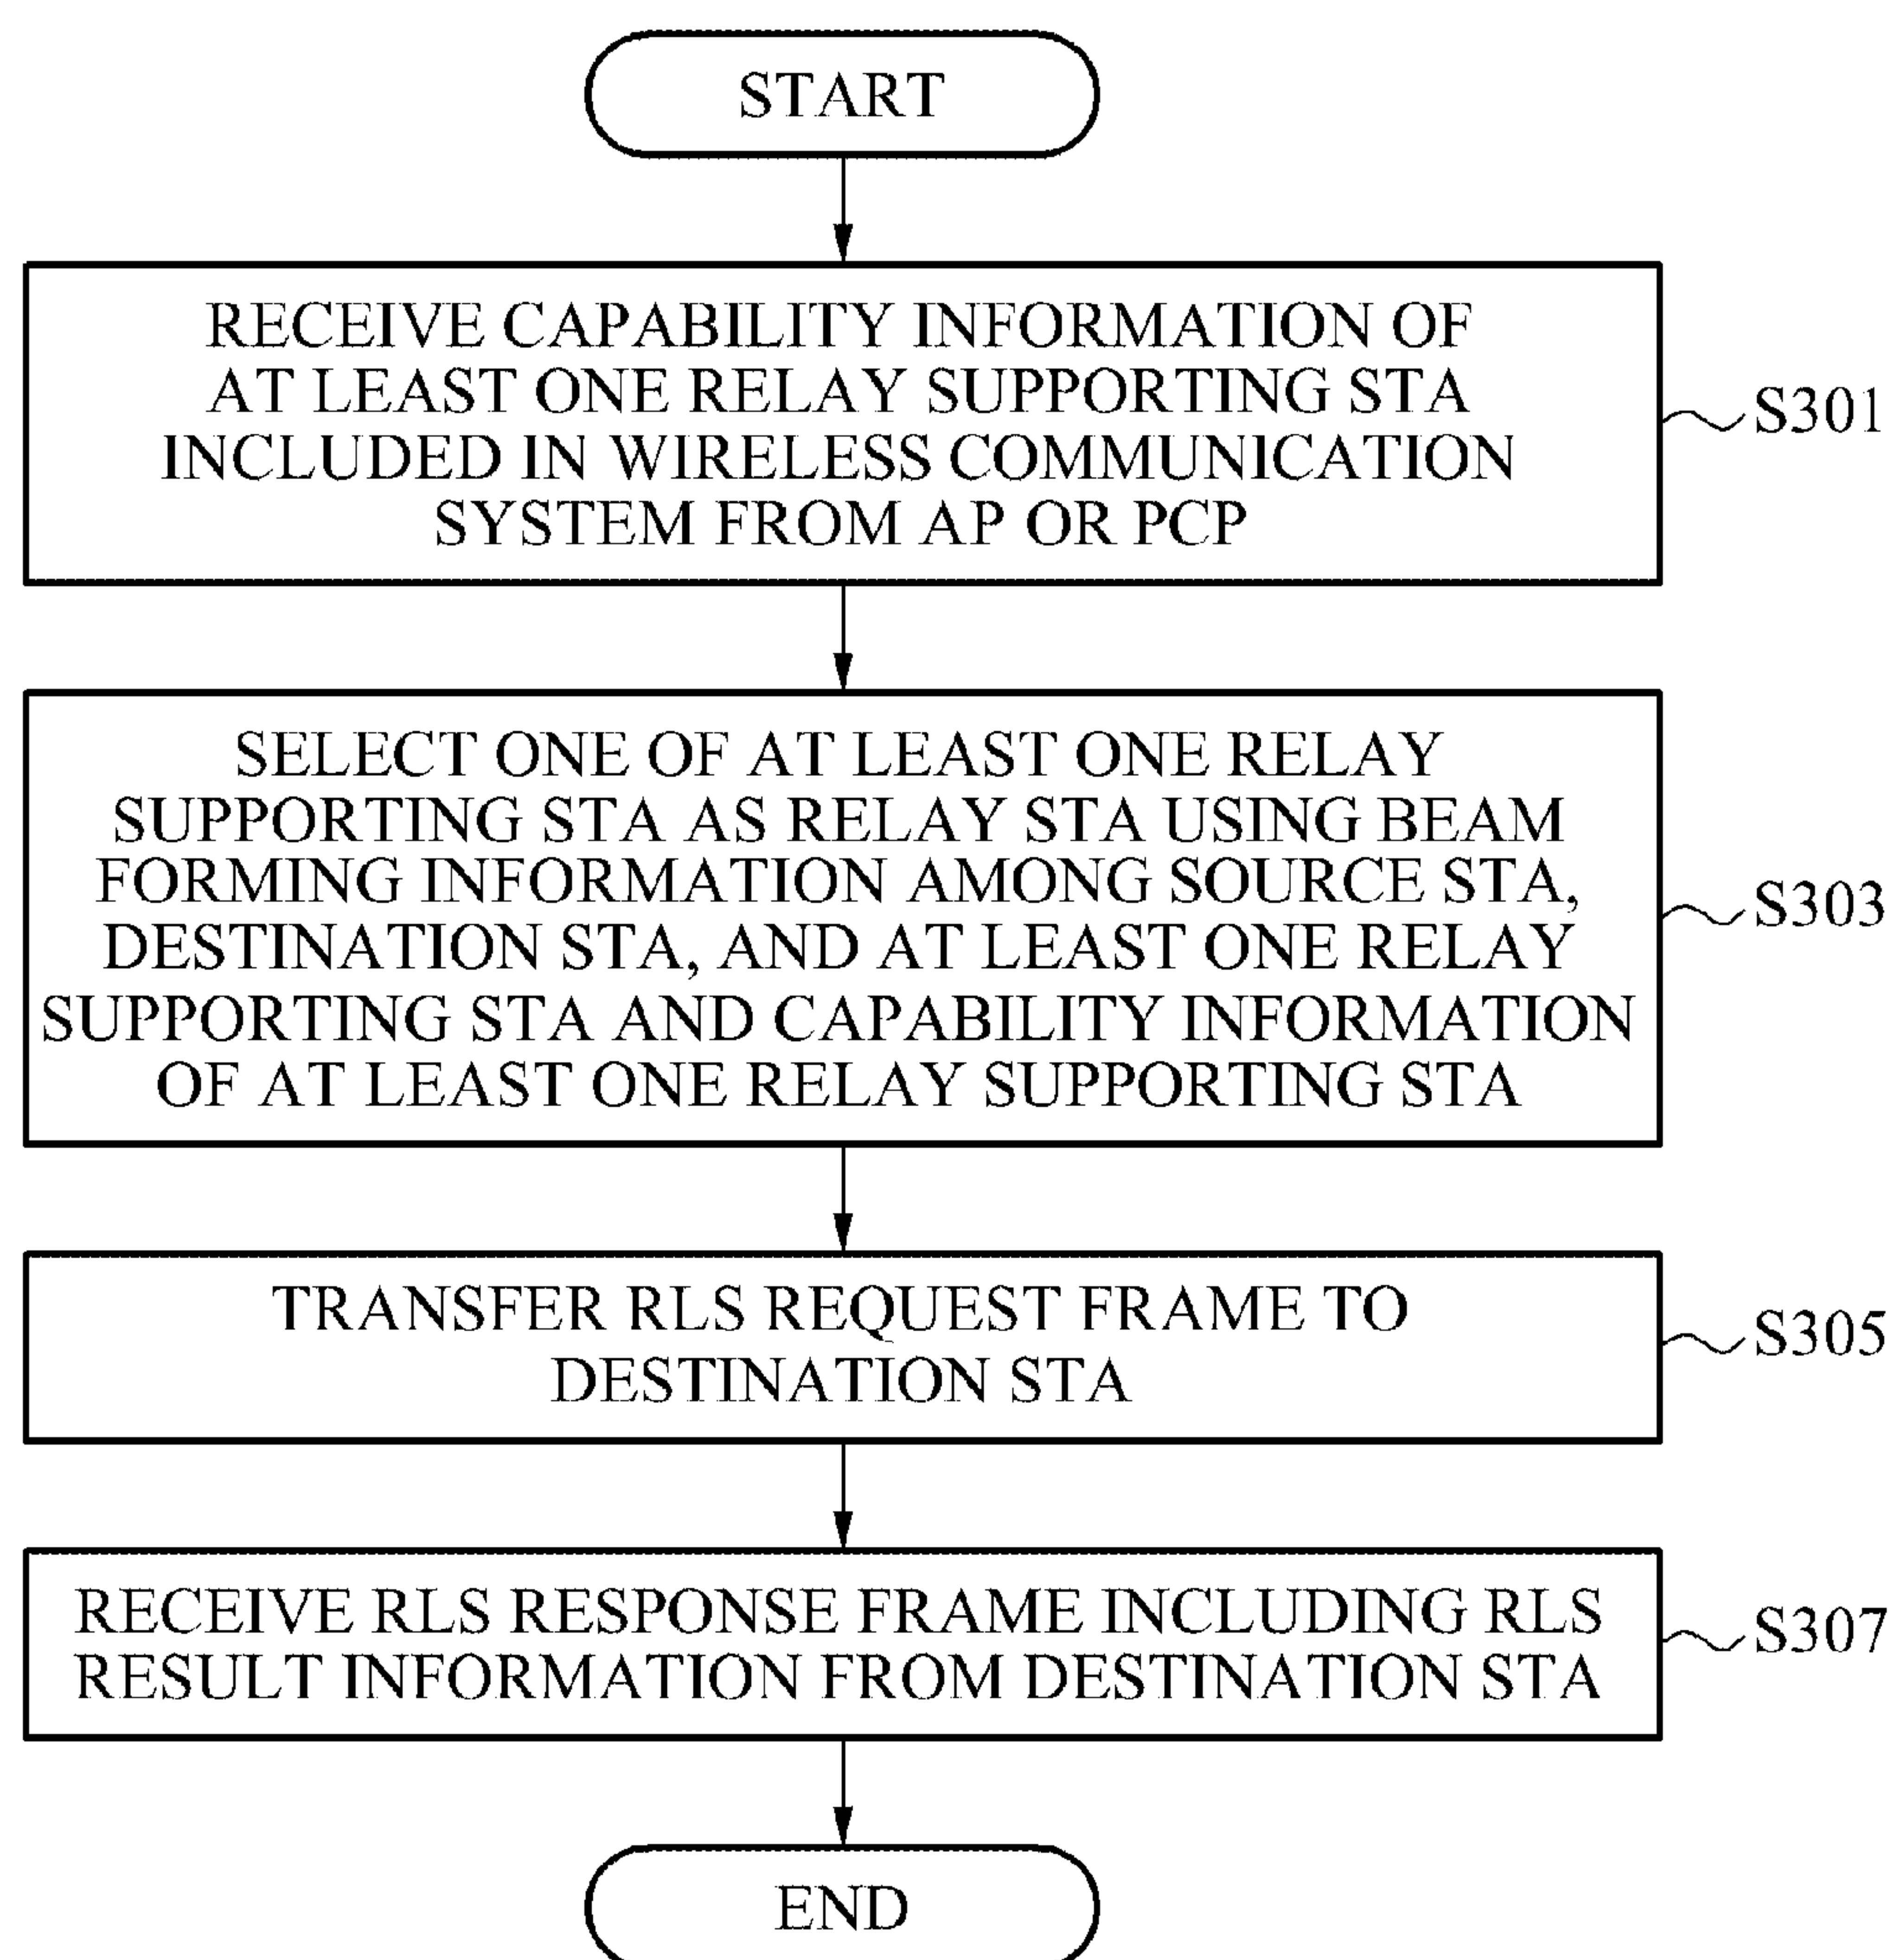 START
RECEIVE CAPABILITY INFORMATION OF
AT LEAST ONE RELAY SUPPORTING STA
INCLUDED IN WIRELESS COMMUNICATION
SYSTEM FROM AP OR PCP
S301
SELECT ONE OF AT LEAST ONE RELAY
SUPPORTING STA AS RELAY STA USING BEAM
FORMING INFORMATION AMONG SOURCE STA,
DESTINATION STA, AND AT LEAST ONE RELAY
SUPPORTING STA AND CAPABILITY INFORMATION
OF AT LEAST ONE RELAY SUPPORTING STA
S303
TRANSFER RLS REQUEST FRAME TO
DESTINATION STA
S305
RECEIVE RLS RESPONSE FRAME INCLUDING RLS
RESULT INFORMATION FROM DESTINATION STA
S307
END